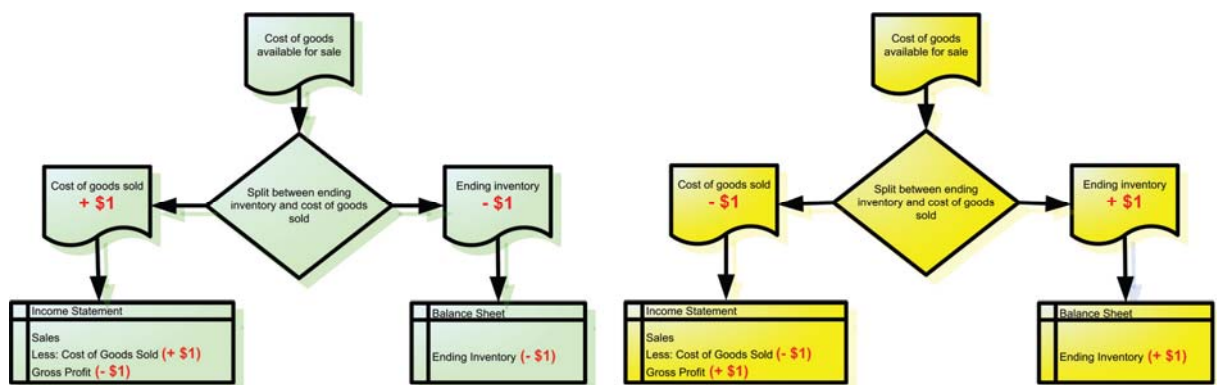 Cost of goods
available for sale
Cost of goods sold
+ $1
Split between ending
inventory and cost of goods
sold
Ending inventory
- $1
Income Statement
Sales
Less: Cost of Goods Sold (+ $1)
Gross Profit (- $1)
Balance Sheet
Ending Inventory (- $1)
Cost of goods
available for sale
Cost of goods sold
- $1
Split between ending
inventory and cost of goods
sold
Ending inventory
+ $1
Income Statement
Sales
Less: Cost of Goods Sold (- $1)
Gross Profit (+ $1)
Balance Sheet
Ending Inventory (+ $1)